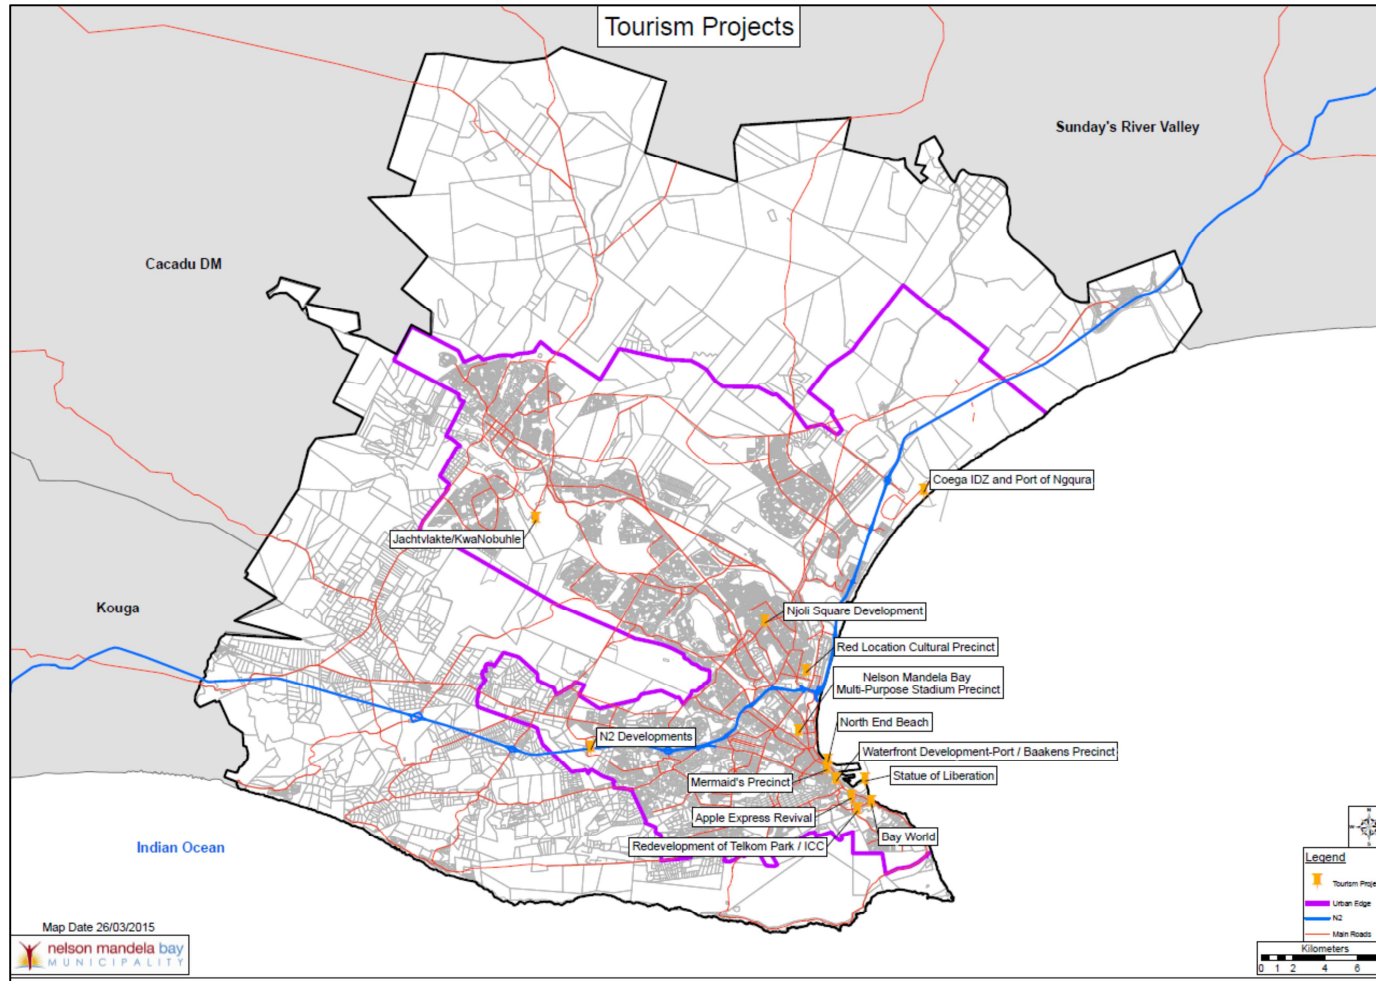 Tourism Projects
Sunday's River Valley
Cacadu DM
Coega IDZ and Port of Ngqura
Jachtvlakte/KwaNobuhle
Kouga
Njoli Square Development
Red Location Cultural Precinct
Nelson Mandela Bay
Multi-Purpose Stadium Precinct
North End Beach
N2 Developments
Waterfront Development-Port / Baakens Precinct
Mermaid's Precinct
Statue of Liberation
Apple Express Revival
Bay World
Redevelopment of Telkom Park / ICC
Indian Ocean
Legend
Tourism Proje
Urban Edge
N2
Main Roads
Kilometers
0 1 2 4 6
Map Date 26/03/2015
nelson mandela bay
MUNICIPALITY